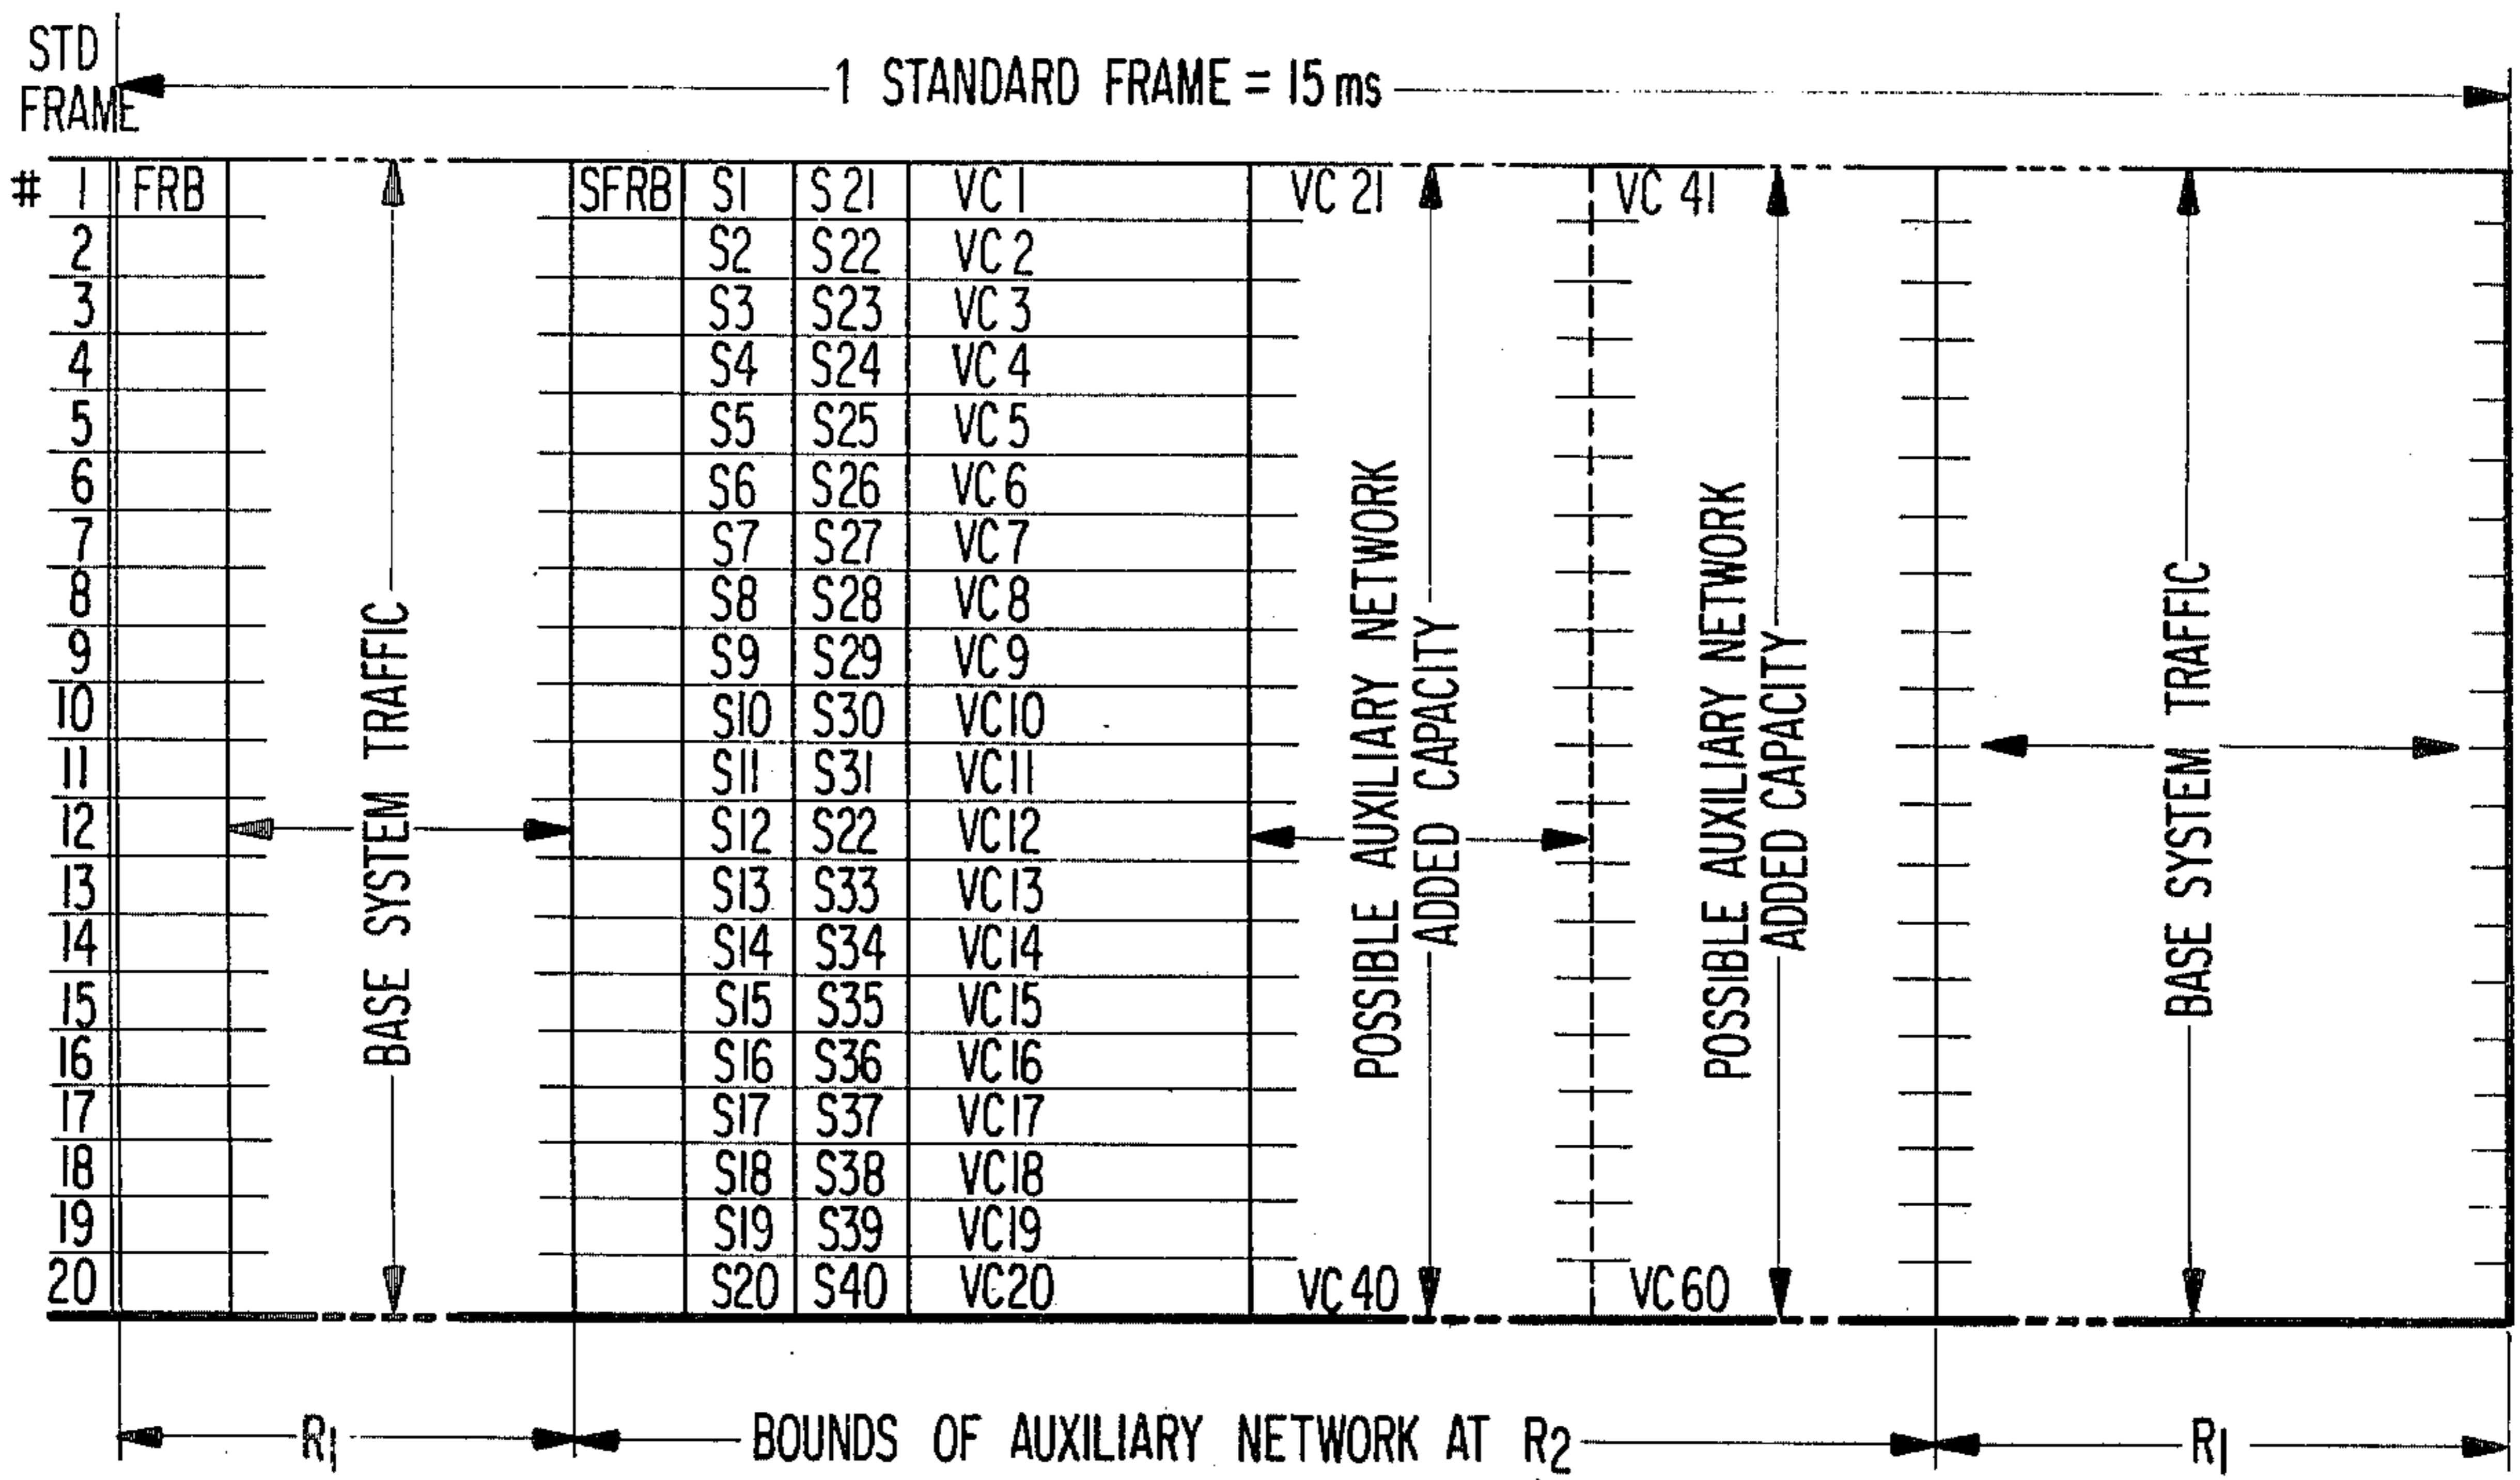 STD
FRAME
1 STANDARD FRAME = 15 ms
# 1 FRB SFRB S1 S21 VC 1 VC 21 VC 41
2 S2 S22 VC 2
3 S3 S23 VC 3
4 S4 S24 VC 4
5 S5 S25 VC 5
6 S6 S26 VC 6
7 S7 S27 VC 7
8 S8 S28 VC 8
9 S9 S29 VC 9
10 S10 S30 VC10
11 S11 S31 VC11
12 S12 S22 VC12
13 S13 S33 VC13
14 S14 S34 VC14
15 S15 S35 VC15
16 S16 S36 VC16
17 S17 S37 VC17
18 S18 S38 VC18
19 S19 S39 VC19
20 S20 S40 VC20 VC 40 VC 60
BASE SYSTEM TRAFFIC
POSSIBLE AUXILIARY NETWORK
ADDED CAPACITY
POSSIBLE AUXILIARY NETWORK
ADDED CAPACITY
BASE SYSTEM TRAFFIC
R1 BOUNDS OF AUXILIARY NETWORK AT R2 R1